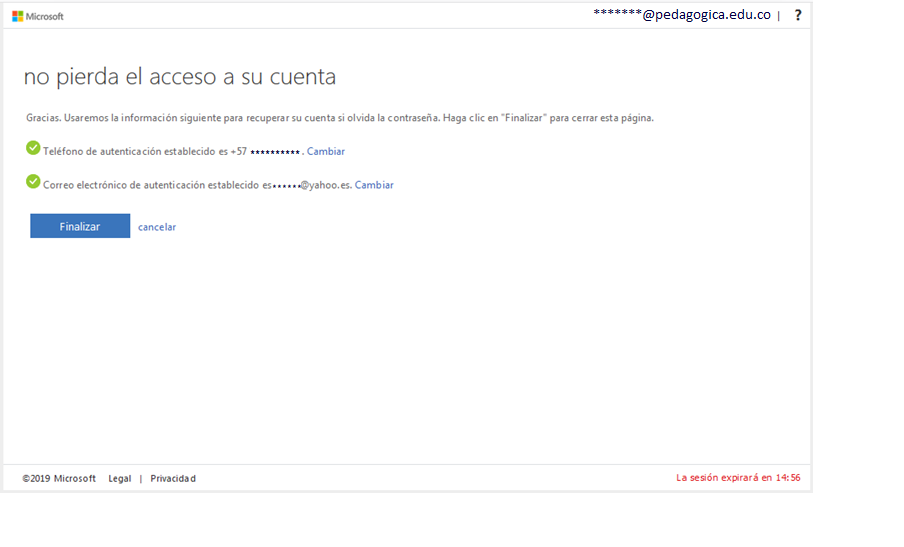 Microsoft
*******@pedagogica.edu.co | ?
no pierda el acceso a su cuenta
Gracias. Usaremos la información siguiente para recuperar su cuenta si olvida la contraseña. Haga clic en "Finalizar" para cerrar esta página.
Teléfono de autenticación establecido es +57 **********. Cambiar
Correo electrónico de autenticación establecido es******@yahoo.es. Cambiar
Finalizar cancelar
©2019 Microsoft Legal | Privacidad La sesión expirará en 14:56